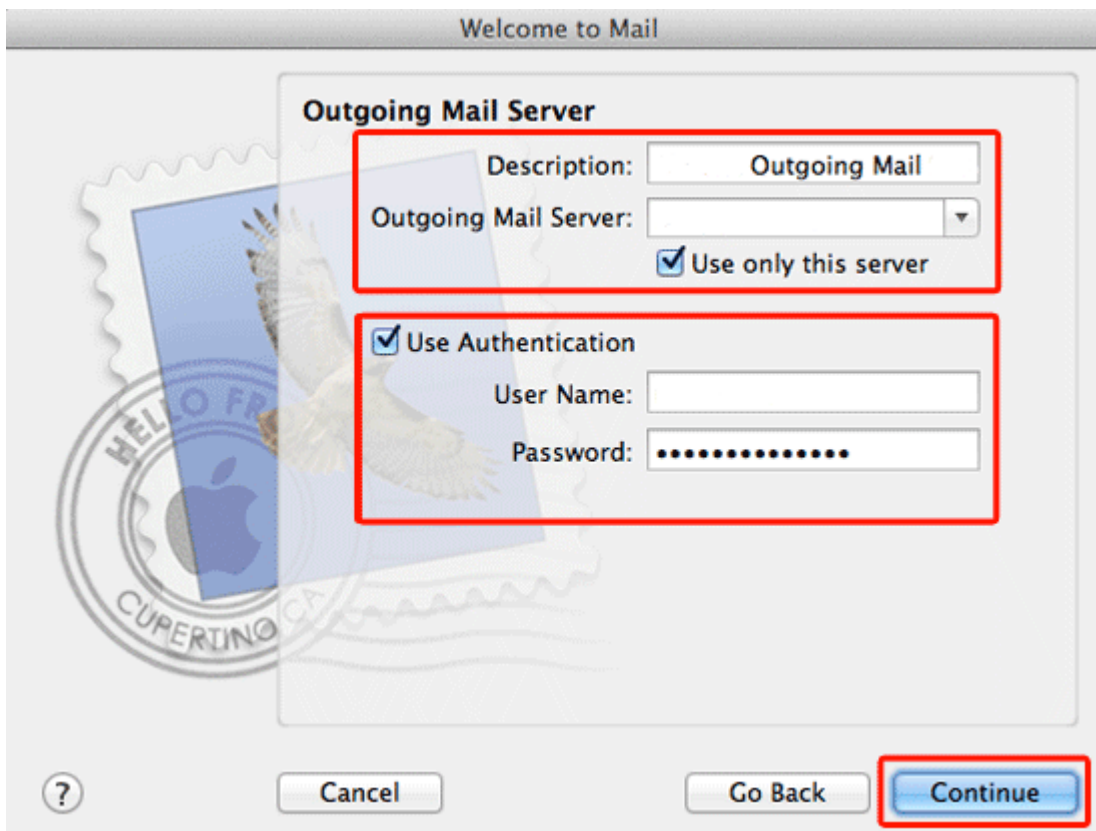 Welcome to Mail
Outgoing Mail Server
Description: Outgoing Mail
Outgoing Mail Server:
Use only this server
Use Authentication
User Name:
Password: ••••••••••••••
HELLO FR
CUPERTINO CA
? Cancel Go Back Continue